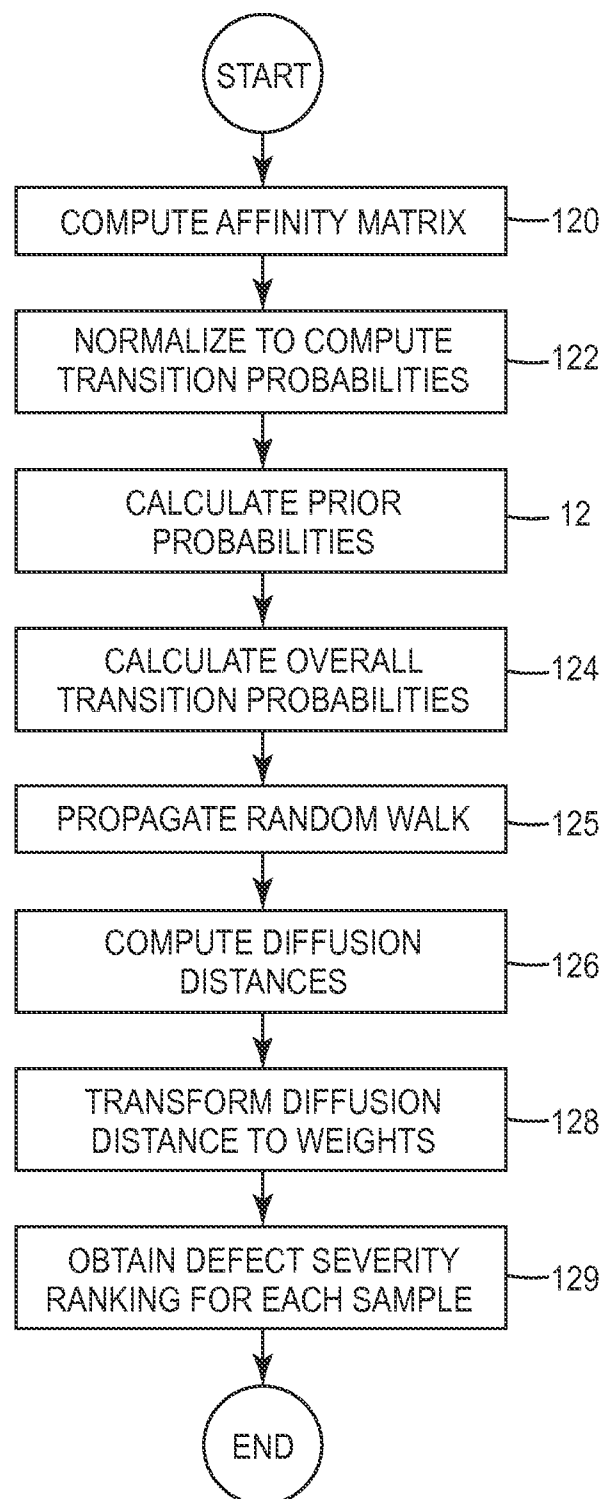 START
COMPUTE AFFINITY MATRIX
120
NORMALIZE TO COMPUTE
TRANSITION PROBABILITIES
122
CALCULATE PRIOR
PROBABILITIES
12
CALCULATE OVERALL
TRANSITION PROBABILITIES
124
PROPAGATE RANDOM WALK
125
COMPUTE DIFFUSION
DISTANCES
126
TRANSFORM DIFFUSION
DISTANCE TO WEIGHTS
128
OBTAIN DEFECT SEVERITY
RANKING FOR EACH SAMPLE
129
END